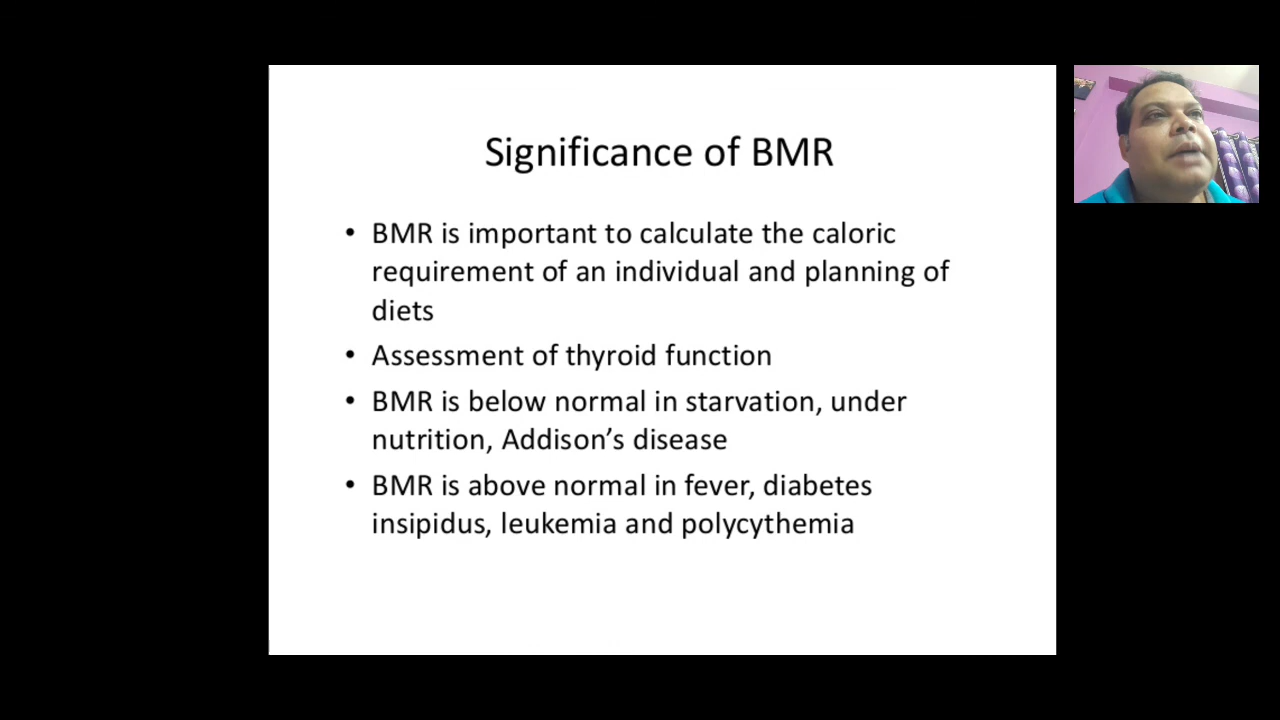 Significance of BMR
• BMR is important to calculate the caloric
requirement of an individual and planning of
diets
• Assessment of thyroid function
• BMR is below normal in starvation, under
nutrition, Addison’s disease
• BMR is above normal in fever, diabetes
insipidus, leukemia and polycythemia